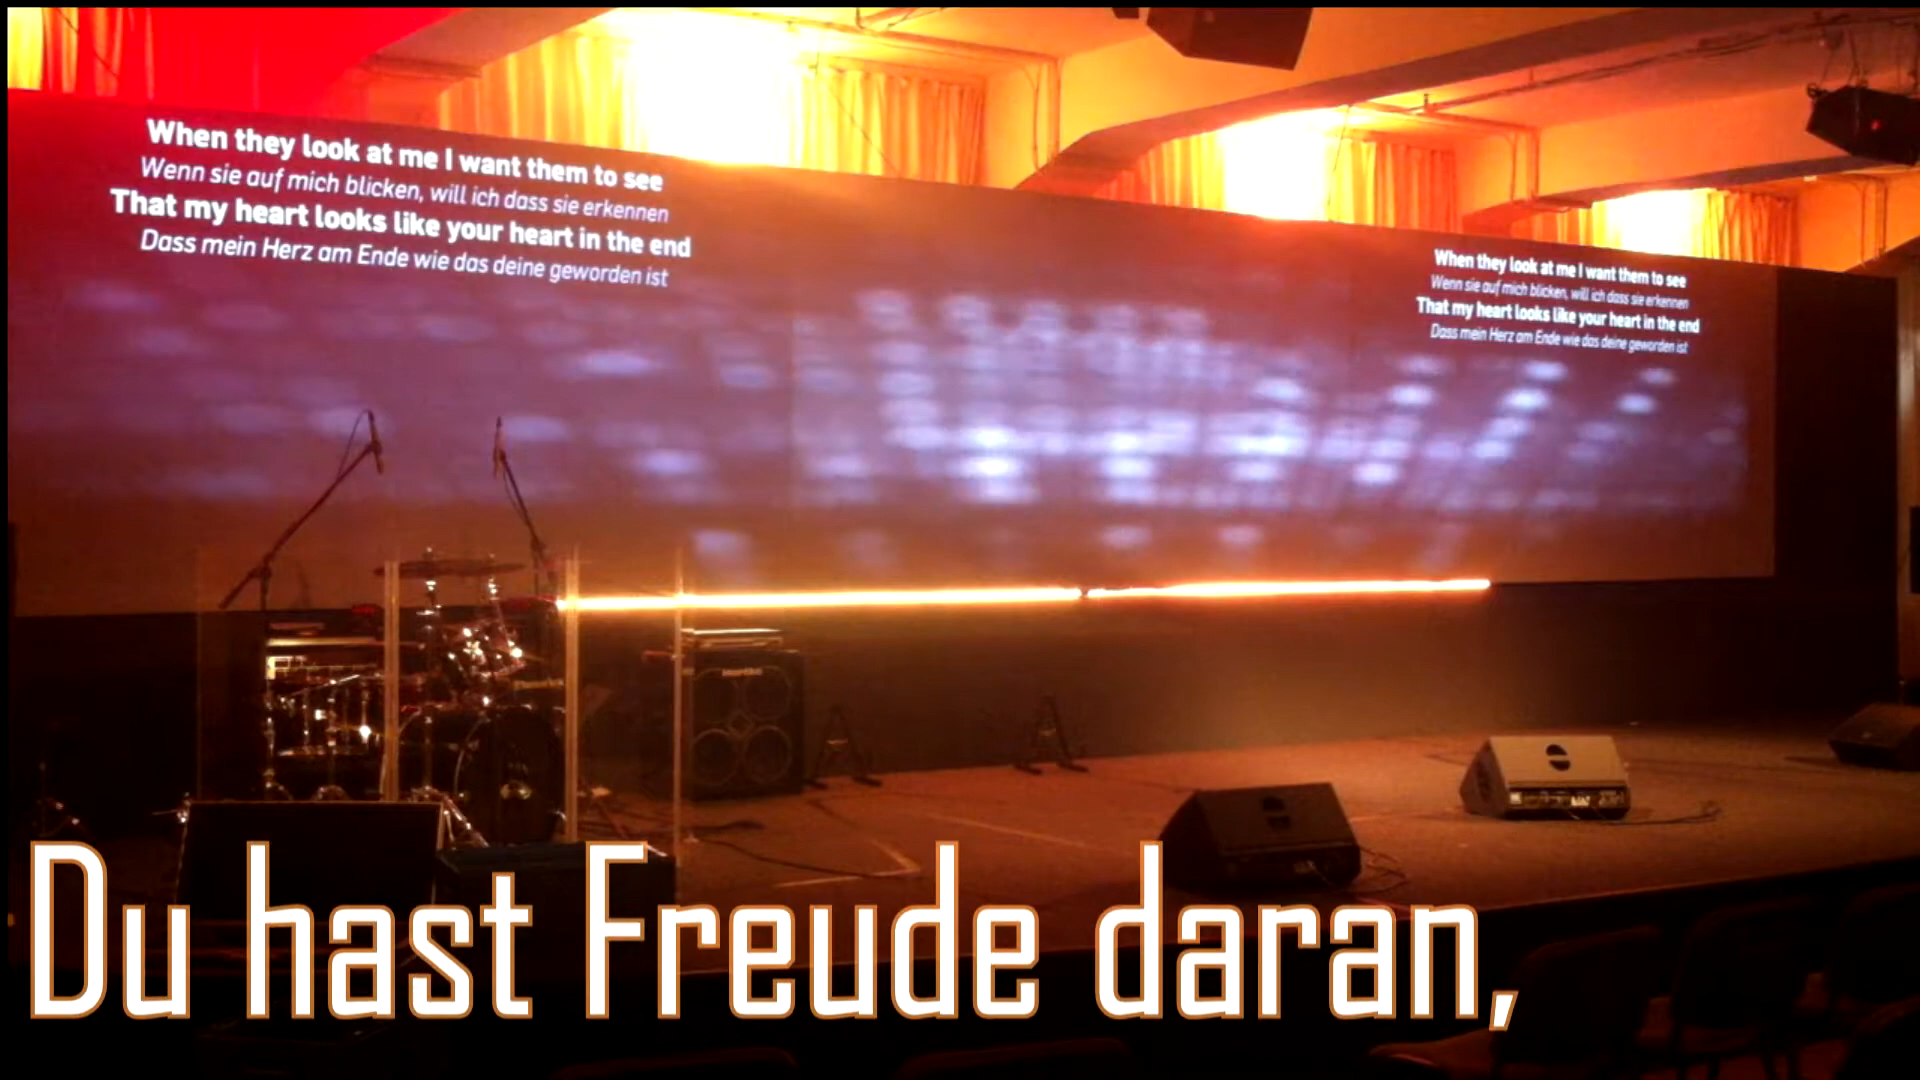 When they look at me I want them to see
Wenn sie auf mich blicken, will ich dass sie erkennen
That my heart looks like your heart in the end
Dass mein Herz am Ende wie das deine geworden ist
When they look at me I want them to see
Wenn sie auf mich blicken, will ich dass sie erkennen
That my heart looks like your heart in the end
Dass mein Herz am Ende wie das deine geworden ist
Du hast Freude daran,